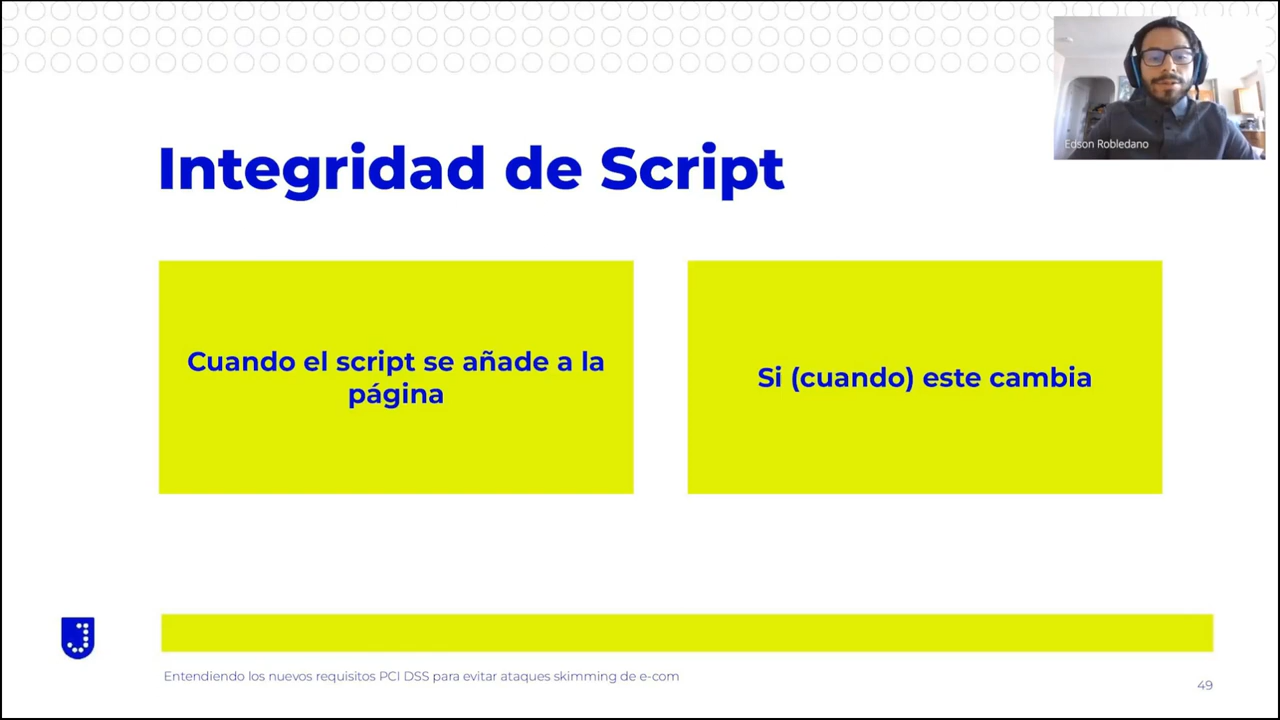 Edson Robledano
Integridad de Script
Cuando el script se añade a la
página
Si (cuando) este cambia
Entendiendo los nuevos requisitos PCI DSS para evitar ataques skimming de e-com
49